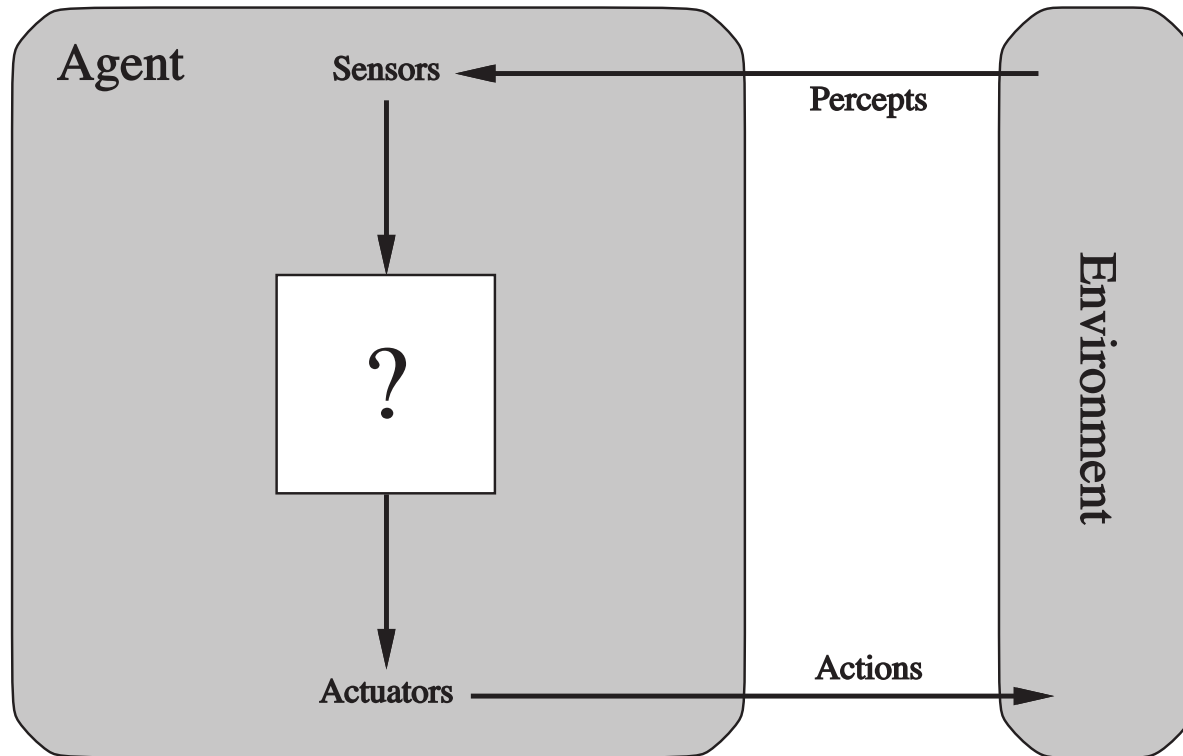 Agent
Sensors
Percepts
?
Environment
Actions
Actuators